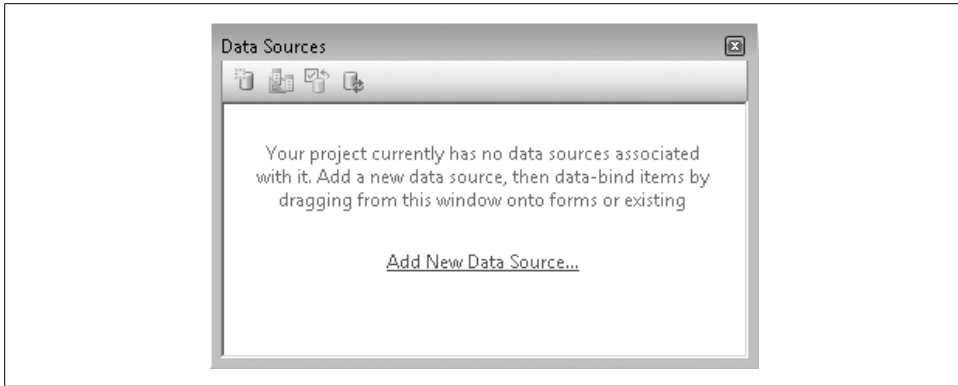 Data Sources
Your project currently has no data sources associated
with it. Add a new data source, then data-bind items by
dragging from this window onto forms or existing
Add New Data Source...